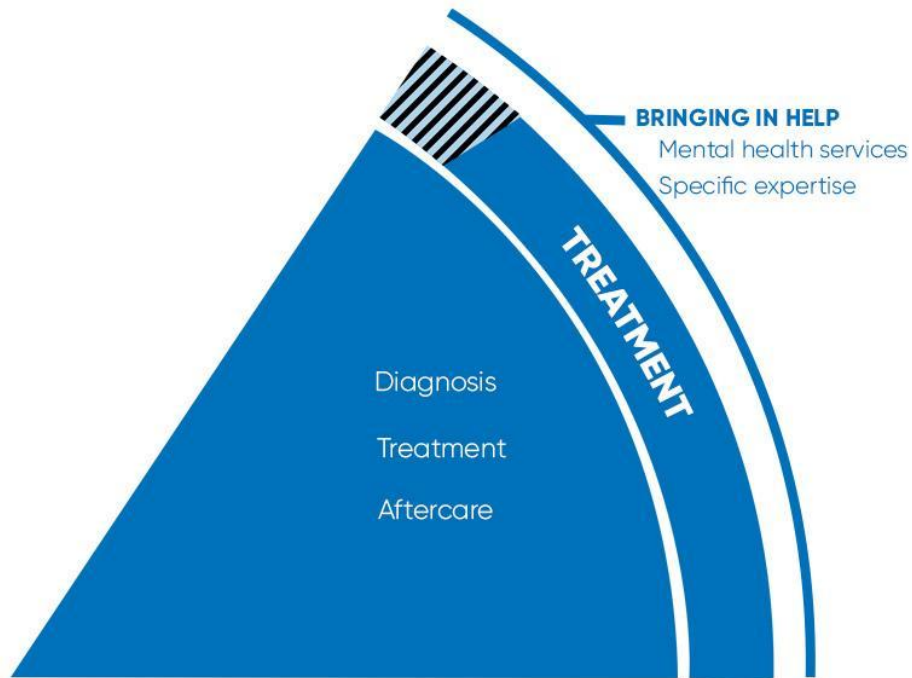 BRINGING IN HELP
Mental health services
Specific expertise
TREATMENT
Diagnosis
Treatment
Aftercare